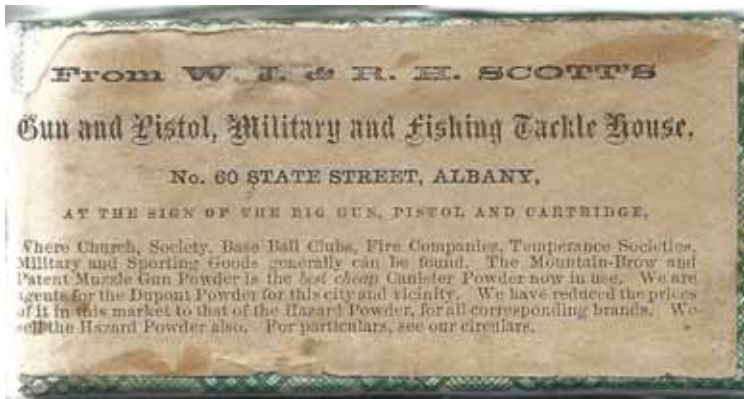 From W. J. & R. H. SCOTT'S
Gun and Pistol, Military and Fishing Tackle House,
No. 60 STATE STREET, ALBANY,
AT THE SIGN OF THE BIG GUN, PISTOL AND CARTRIDGE,
Where Church, Society, Base Ball Clubs, Fire Companies, Temperance Societies,
Military and Sporting Goods generally can be found. The Mountain-Brow and
Patent Muzzle Gun Powder is the best cheap Canister Powder now in use. We are
agents for the Dupont Powder for this city and vicinity. We have reduced the prices
of it in this market to that of the Hazard Powder, for all corresponding brands. We
sell the Hazard Powder also. For particulars, see our circulars.